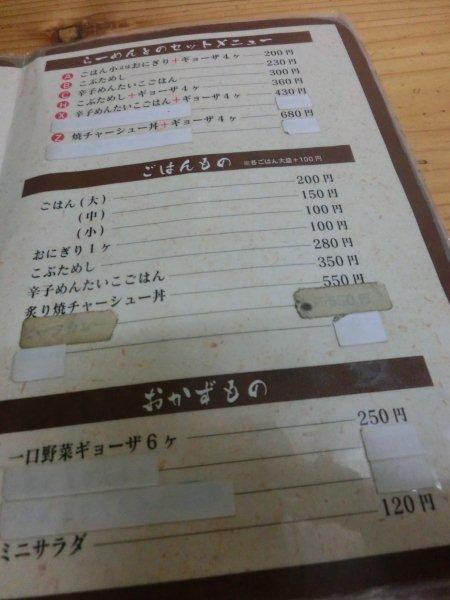 らーめんとのセットメニュー
A ごはん小またはおにぎり+ギョーザ4ヶ 200円
B こぶためし 230円
C 辛子めんたいこごはん 300円
H こぶためし+ギョーザ4ヶ 360円
X 辛子めんたいこごはん+ギョーザ4ヶ 430円
Z 焼チャーシュー丼+ギョーザ4ヶ 680円
ごはんもの ※各ごはん大盛+100円
ごはん(大) 200円
(中) 150円
(小) 100円
おにぎり1ヶ 100円
こぶためし 280円
辛子めんたいこごはん 350円
炙り焼チャーシュー丼 550円
おかずもの
一口野菜ギョーザ6ヶ 250円
ミニサラダ 120円